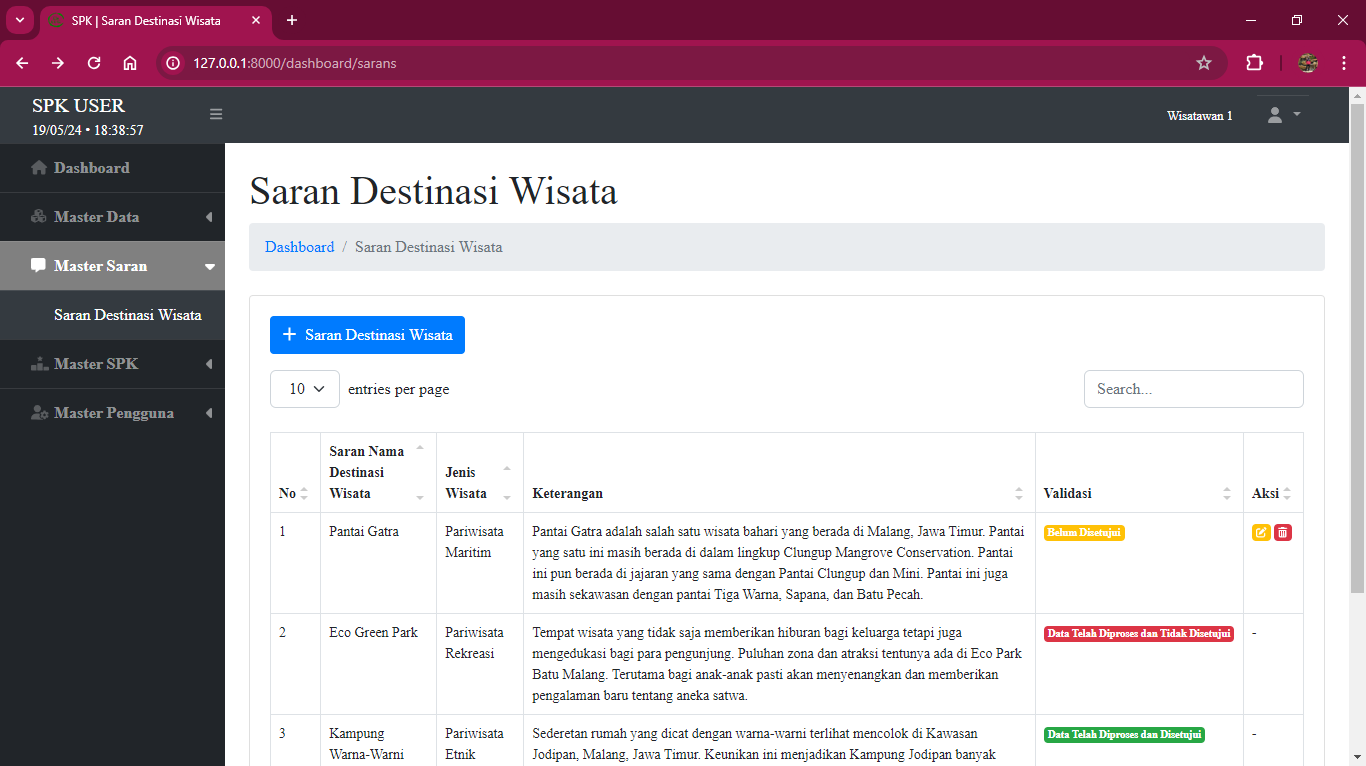 SPK | Saran Destinasi Wisata
127.0.0.1:8000/dashboard/sarans
SPK USER
19/05/24 • 18:38:57
Wisatawan 1
Dashboard
Master Data
Master Saran
Saran Destinasi Wisata
Master SPK
Master Pengguna
Saran Destinasi Wisata
Dashboard / Saran Destinasi Wisata
+ Saran Destinasi Wisata
10 entries per page
Search...
No
Saran Nama
Destinasi
Wisata
Jenis
Wisata
Keterangan
Validasi
Aksi
1
Pantai Gatra
Pariwisata
Maritim
Pantai Gatra adalah salah satu wisata bahari yang berada di Malang, Jawa Timur. Pantai
yang satu ini masih berada di dalam lingkup Clungup Mangrove Conservation. Pantai
ini pun berada di jajaran yang sama dengan Pantai Clungup dan Mini. Pantai ini juga
masih sekawasan dengan pantai Tiga Warna, Sapana, dan Batu Pecah.
Belum Disetujui
2
Eco Green Park
Pariwisata
Rekreasi
Tempat wisata yang tidak saja memberikan hiburan bagi keluarga tetapi juga
mengedukasi bagi para pengunjung. Puluhan zona dan atraksi tentunya ada di Eco Park
Batu Malang. Terutama bagi anak-anak pasti akan menyenangkan dan memberikan
pengalaman baru tentang aneka satwa.
Data Telah Diproses dan Tidak Disetujui
-
3
Kampung
Warna-Warni
Pariwisata
Etnik
Sederetan rumah yang dicat dengan warna-warni terlihat mencolok di Kawasan
Jodipan, Malang, Jawa Timur. Keunikan ini menjadikan Kampung Jodipan banyak
Data Telah Diproses dan Disetujui
-